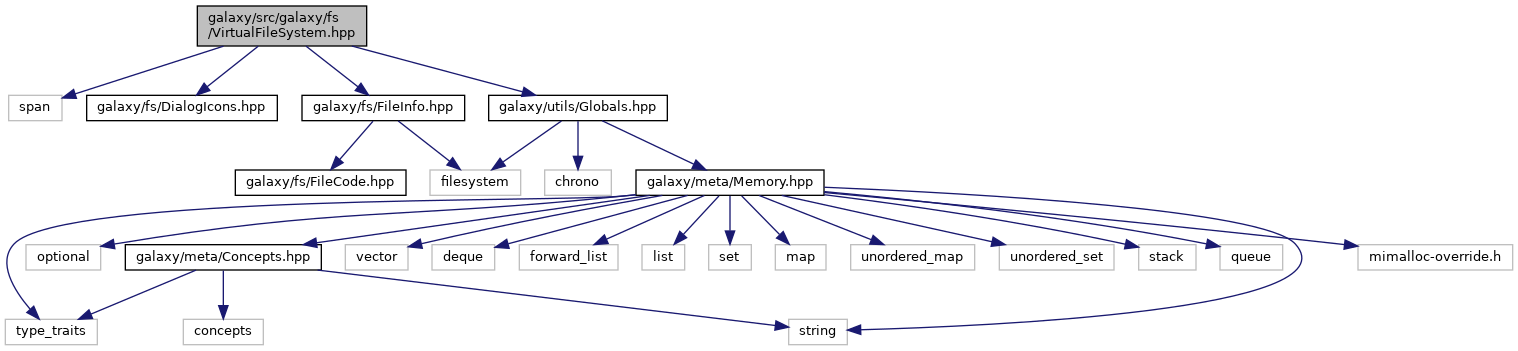 galaxy/src/galaxy/fs
/VirtualFileSystem.hpp
span
galaxy/fs/DialogIcons.hpp
galaxy/fs/FileInfo.hpp
galaxy/utils/Globals.hpp
galaxy/fs/FileCode.hpp
filesystem
chrono
galaxy/meta/Memory.hpp
optional
galaxy/meta/Concepts.hpp
vector
deque
forward_list
list
set
map
unordered_map
unordered_set
stack
queue
mimalloc-override.h
type_traits
concepts
string